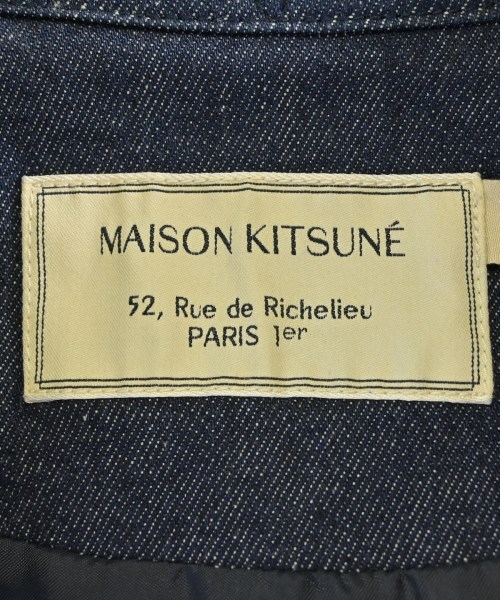 MAISON KITSUNÉ
52, Rue de Richelieu
PARIS 1er